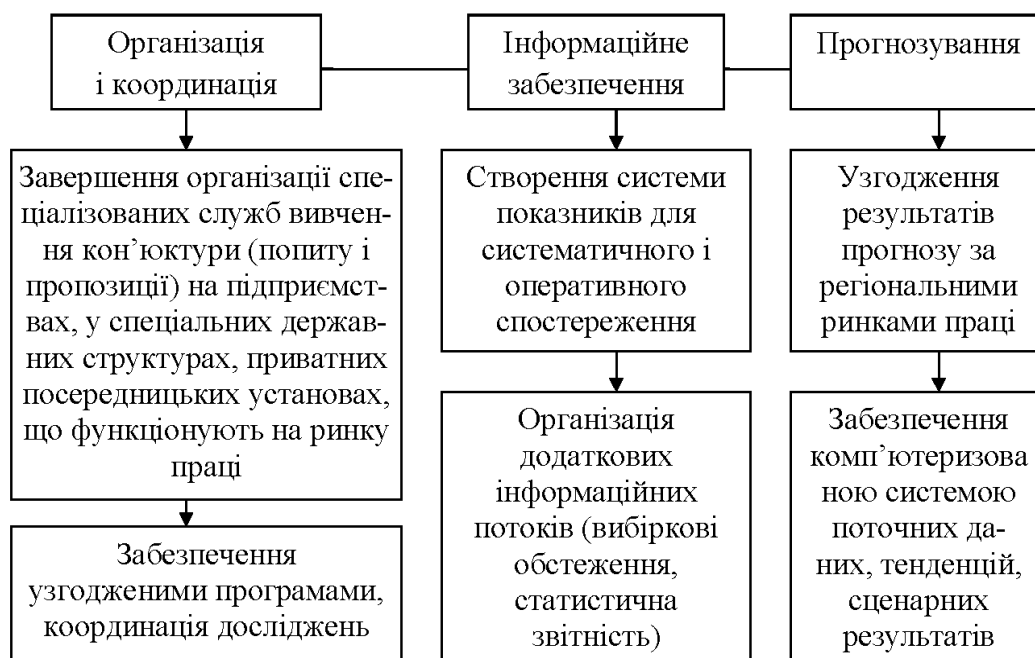 Організація
і координація
Інформаційне
забезпечення
Прогнозування
Завершення організації спе-
ціалізованих служб вивчен-
ня кон’юктури (попиту і
пропозиції) на підприємст-
вах, у спеціальних держав-
них структурах, приватних
посередницьких установах,
що функціонують на ринку
праці
Створення системи
показників для
систематичного і
оперативного
спостереження
Узгодження
результатів
прогнозу за
регіональними
ринками праці
Забезпечення
узгодженими програмами,
координація досліджень
Організація
додаткових
інформаційних
потоків (вибіркові
обстеження,
статистична
звітність)
Забезпечення
комп’ютеризова
ною системою
поточних да-
них, тенденцій,
сценарних
результатів